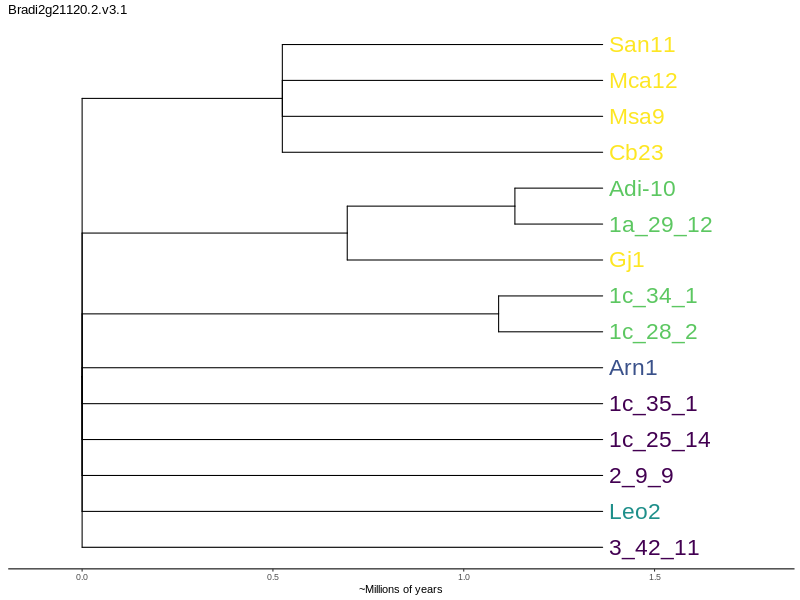 Bradi2g21120.2.v3.1
San11
Mca12
Msa9
Cb23
Adi-10
1a_29_12
Gj1
1c_34_1
1c_28_2
Arn1
1c_35_1
1c_25_14
2_9_9
Leo2
3_42_11
0.0 0.5 1.0 1.5
~Millions of years